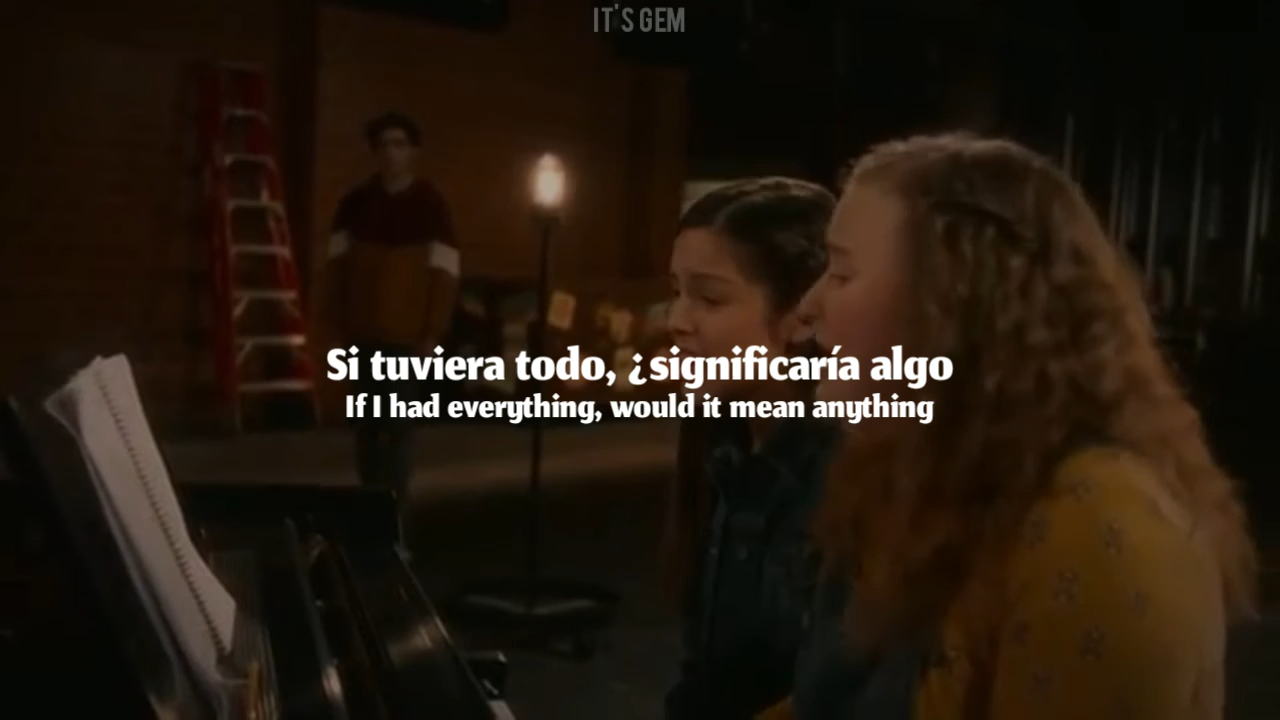 IT'S GEM
Si tuviera todo, ¿significaría algo
If I had everything, would it mean anything